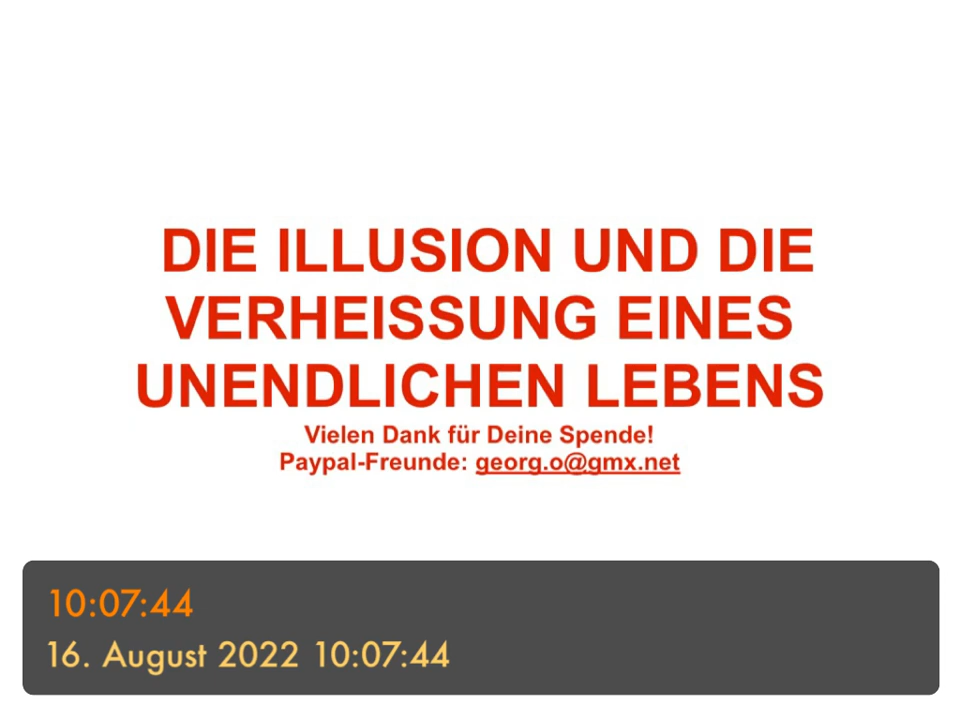 DIE ILLUSION UND DIE
VERHEISSUNG EINES
UNENDLICHEN LEBENS
Vielen Dank für Deine Spende!
Paypal-Freunde: georg.o@gmx.net
10:07:44
16. August 2022 10:07:44